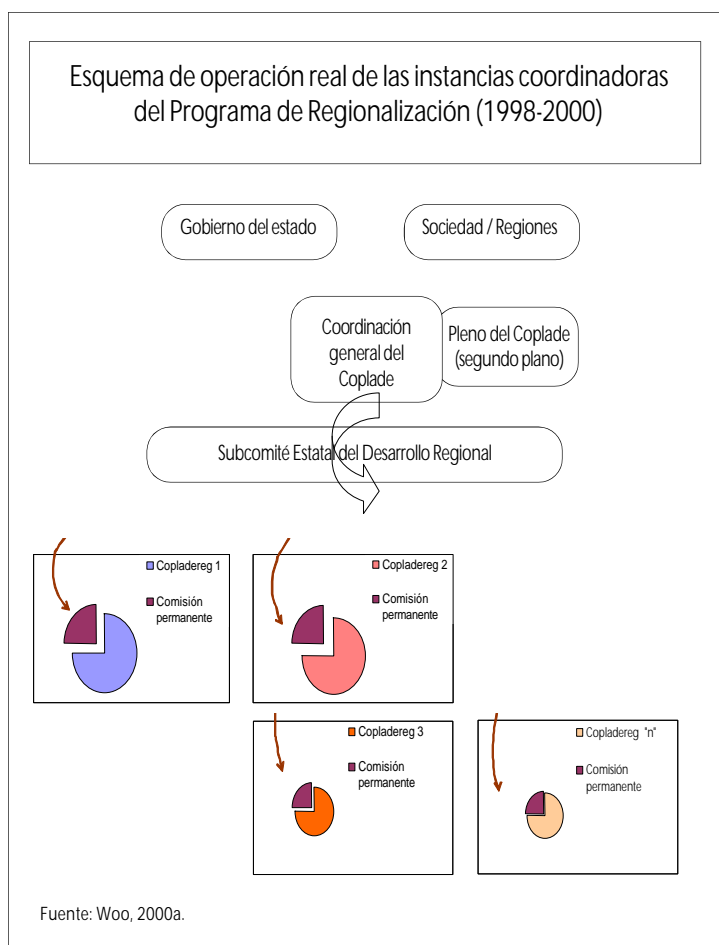 Esquema de operación real de las instancias coordinadoras
del Programa de Regionalización (1998-2000)
Gobierno del estado
Sociedad / Regiones
Coordinación
general del
Coplade
Pleno del Coplade
(segundo plano)
Subcomité Estatal del Desarrollo Regional
Copladereg 1
Comisión
permanente
Copladereg 2
Comisión
permanente
Copladereg 3
Comisión
permanente
Copladereg "n"
Comisión
permanente
Fuente: Woo, 2000a.